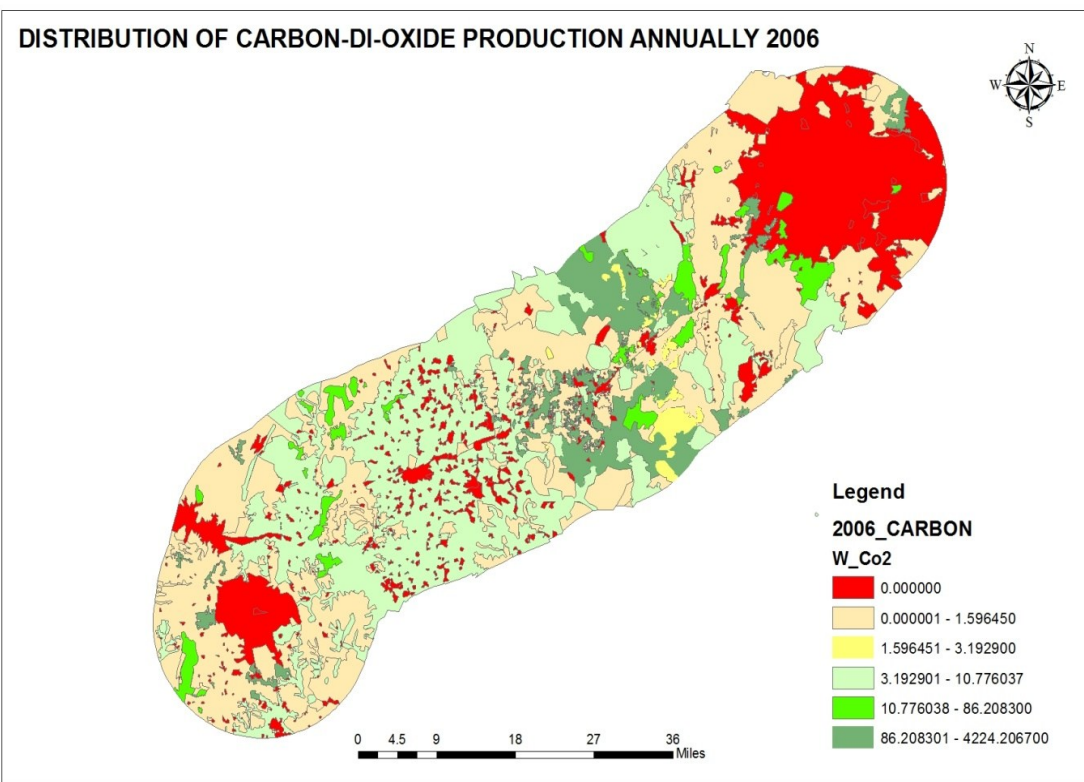 DISTRIBUTION OF CARBON-DI-OXIDE PRODUCTION ANNUALLY 2006
N
W E
S
Legend
2006_CARBON
W_Co2
0.000000
0.000001 - 1.596450
1.596451 - 3.192900
3.192901 - 10.776037
10.776038 - 86.208300
86.208301 - 4224.206700
0 4.5 9 18 27 36
Miles